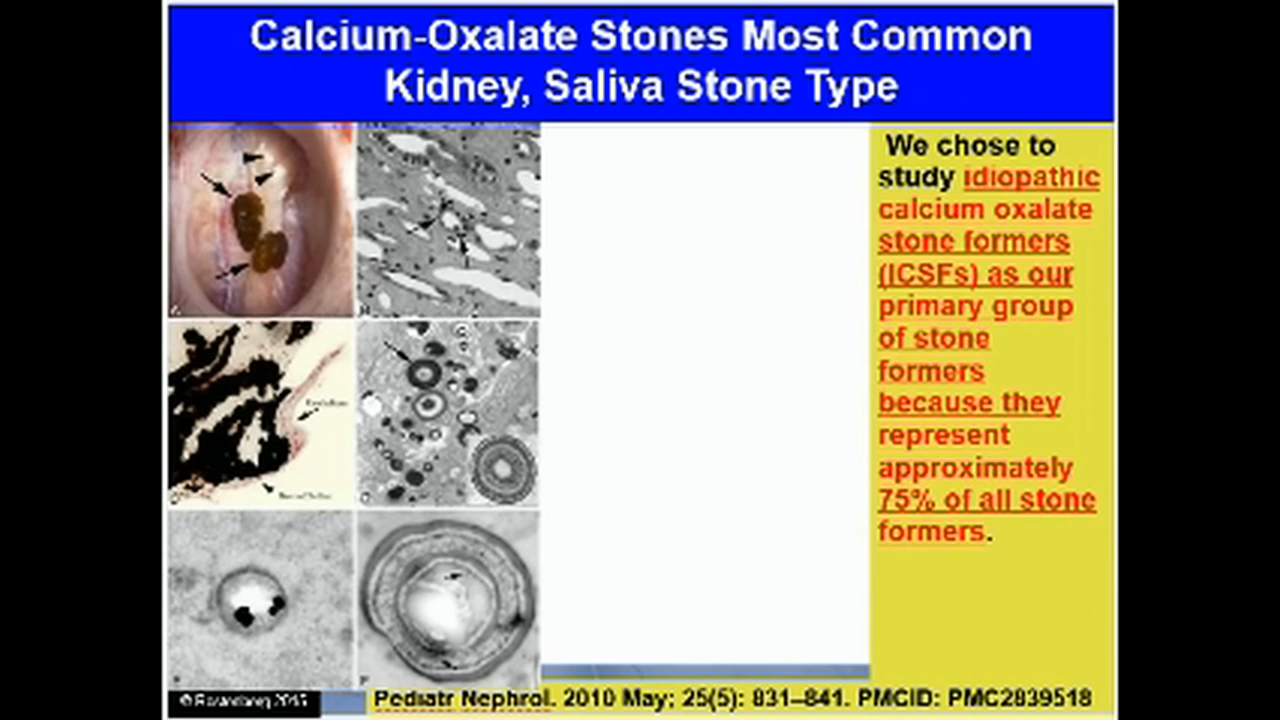 Calcium-Oxalate Stones Most Common
Kidney, Saliva Stone Type
We chose to
study idiopathic
calcium oxalate
stone formers
(ICSFs) as our
primary group
of stone
formers
because they
represent
approximately
75% of all stone
formers.
Pediatr Nephrol. 2010 May; 25(5): 831–841. PMCID: PMC2839518